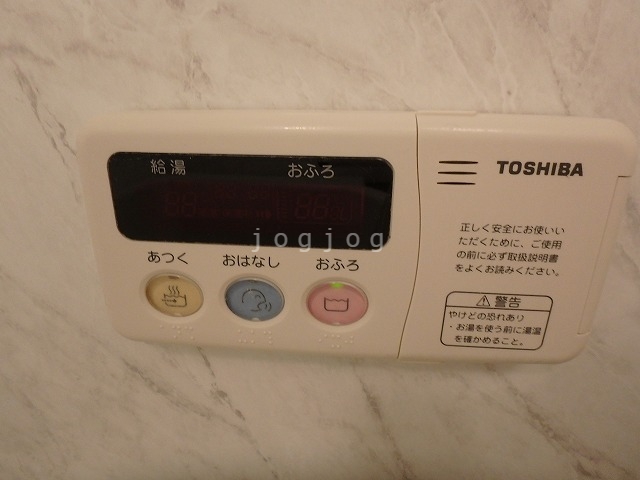 給湯 おふろ
jogjog
あつく おはなし おふろ
TOSHIBA
正しく安全にお使いい
ただくために、ご使用
の前に必ず取扱説明書
をよくお読みください。
⚠警告
やけどの恐れあり
・お湯を使う前に湯温
を確かめること。